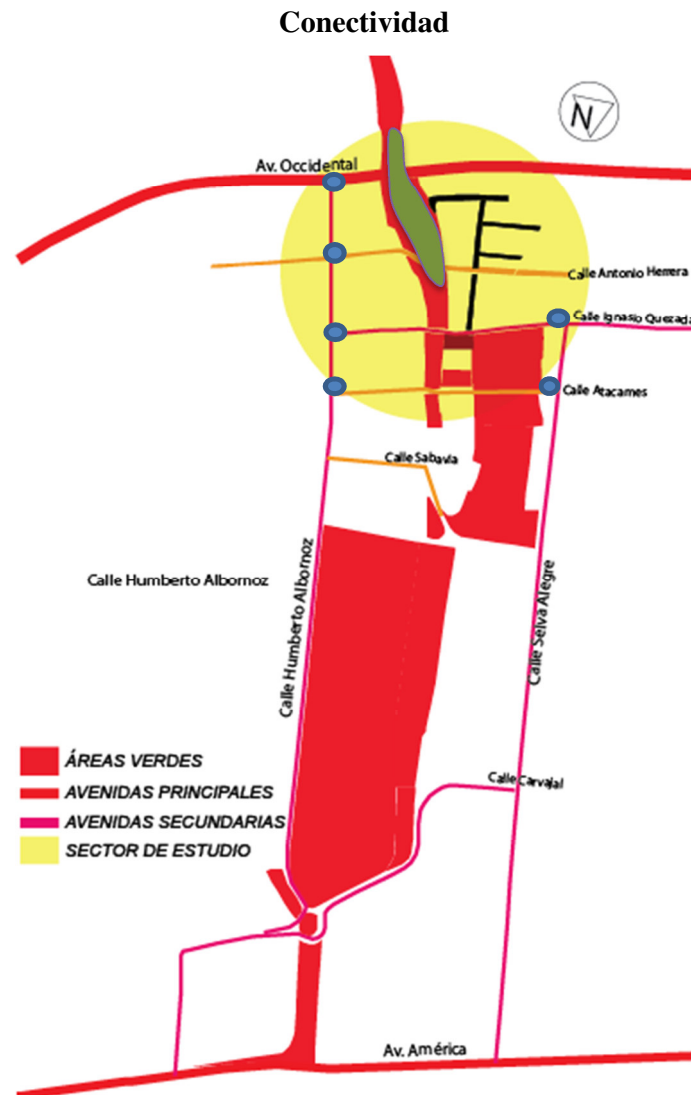 Conectividad
N
Av. Occidental
Calle Antonio Herrera
Calle Ignasio Quezada
Calle Atacames
Calle Sabavia
Calle Humberto Albornoz
Calle Humberto Albornoz
Calle Selva Alegre
Calle Carvajal
ÁREAS VERDES
AVENIDAS PRINCIPALES
AVENIDAS SECUNDARIAS
SECTOR DE ESTUDIO
Av. América